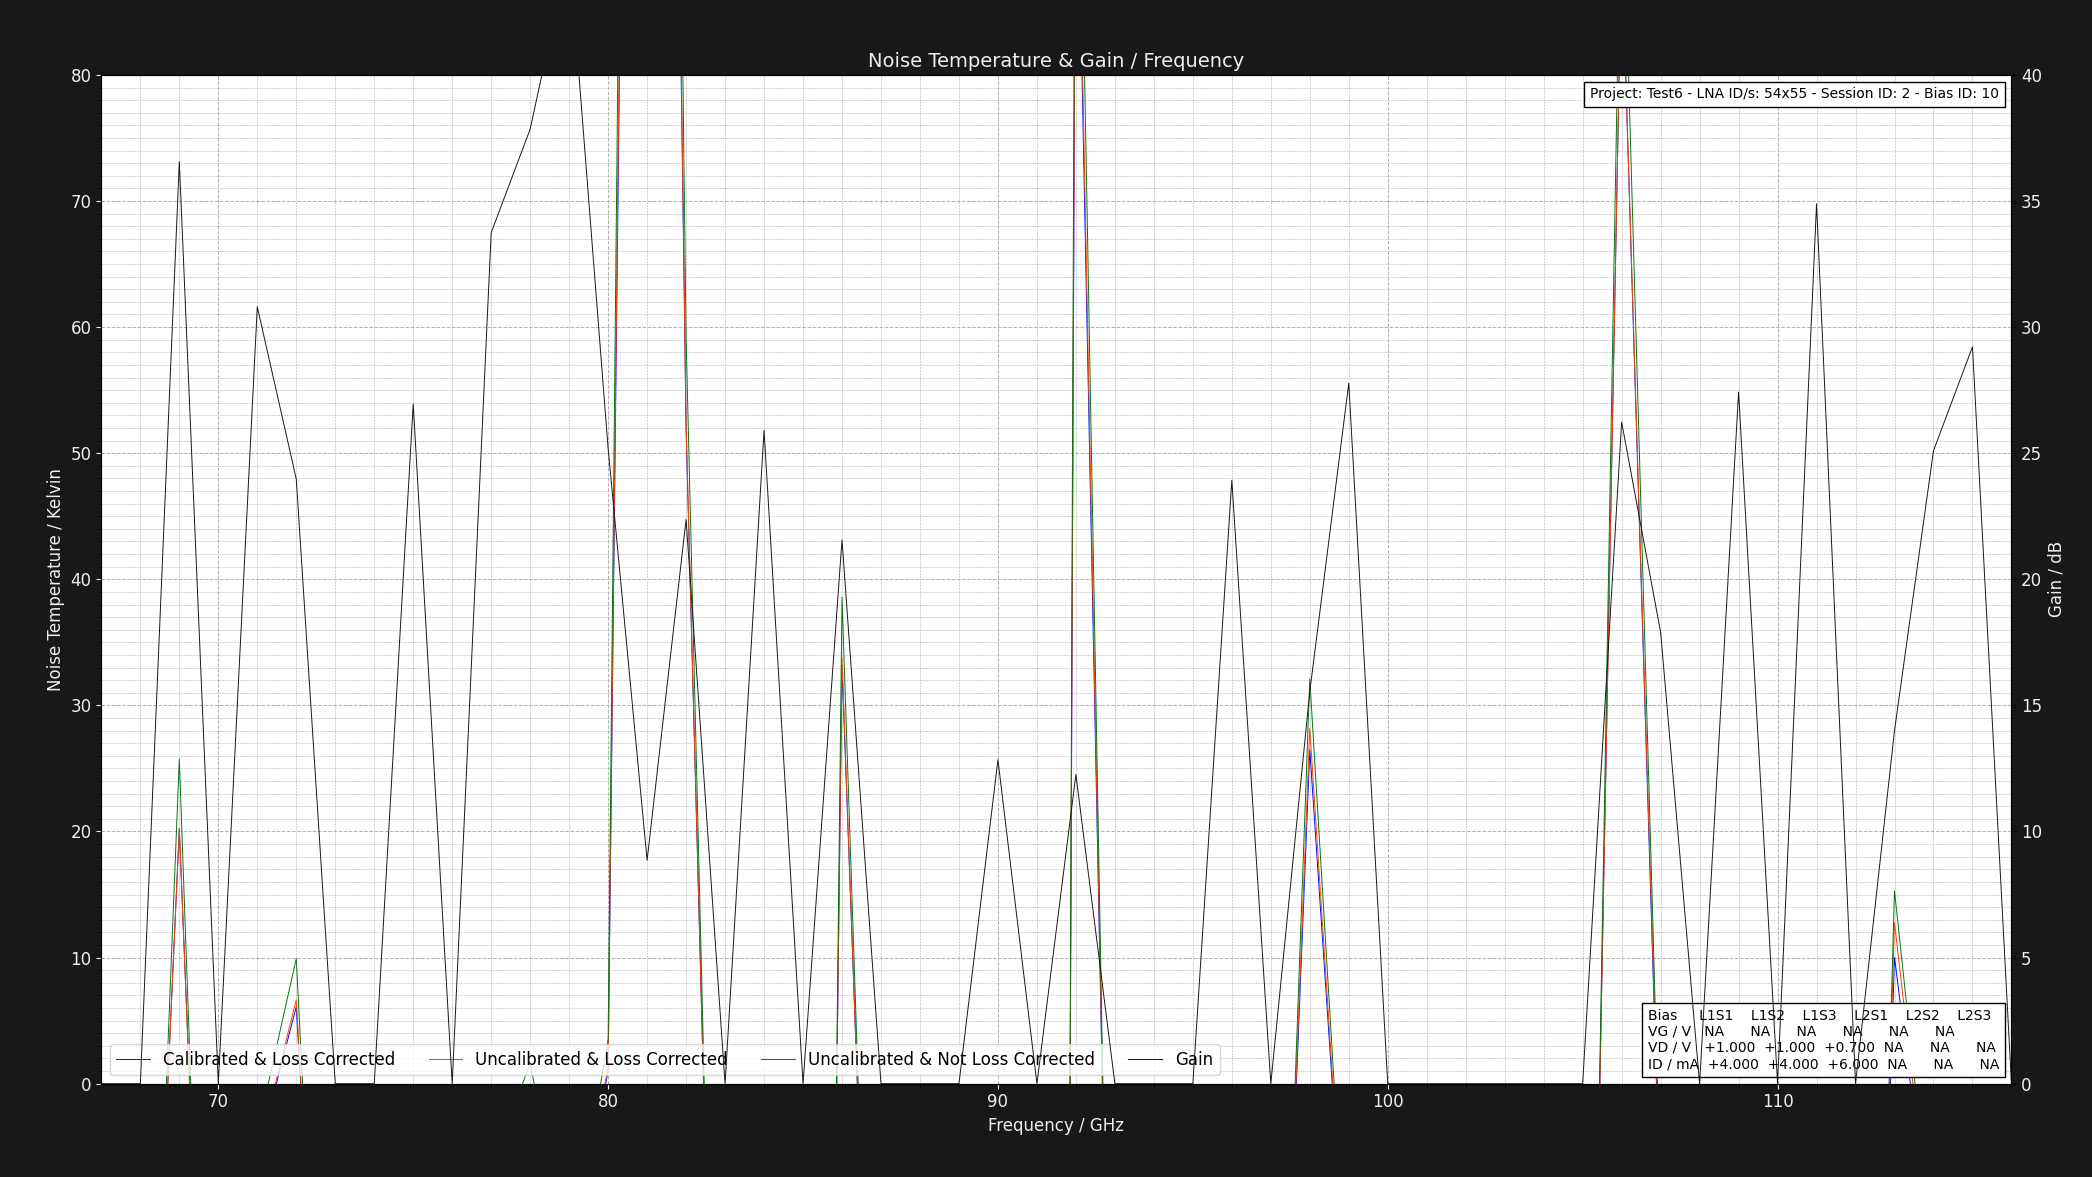 Noise Temperature & Gain / Frequency
Project: Test6 - LNA ID/s: 54x55 - Session ID: 2 - Bias ID: 10
80
70
60
50
40
30
20
10
0
Noise Temperature / Kelvin
40
35
30
25
20
15
10
5
0
Gain / dB
Bias L1S1 L1S2 L1S3 L2S1 L2S2 L2S3
VG / V NA NA NA NA NA NA
VD / V +1.000 +1.000 +0.700 NA NA NA
ID / mA +4.000 +4.000 +6.000 NA NA NA
Calibrated & Loss Corrected Uncalibrated & Loss Corrected Uncalibrated & Not Loss Corrected Gain
70 80 90 100 110
Frequency / GHz